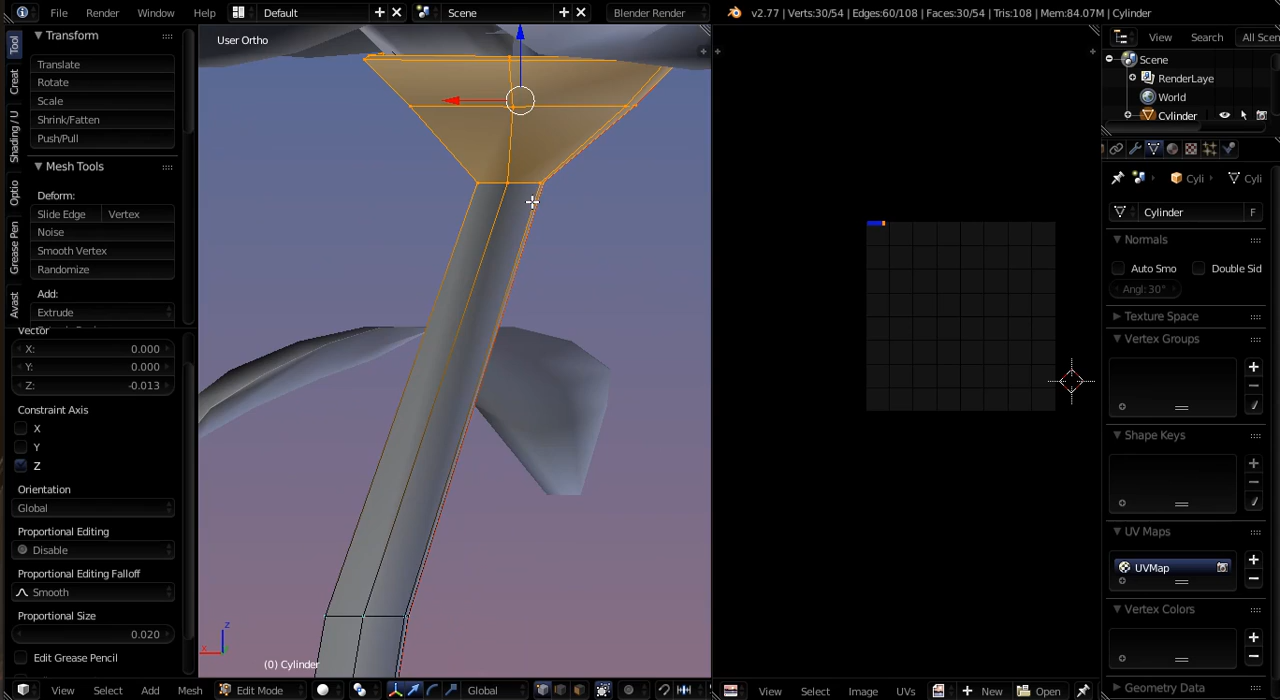 File Render Window Help Default Scene Blender Render v2.77 | Verts:30/54 | Edges:60/108 | Faces:30/54 | Tris:108 | Mem:84.07M | Cylinder
Tool
Creat
Shading / U
Optio
Grease Pen
Avast
Transform
Translate
Rotate
Scale
Shrink/Fatten
Push/Pull
Mesh Tools
Deform:
Slide Edge Vertex
Noise
Smooth Vertex
Randomize
Add:
Extrude
Vector
X: 0.000
Y: 0.000
Z: -0.013
Constraint Axis
X
Y
Z
Orientation
Global
Proportional Editing
Disable
Proportional Editing Falloff
Smooth
Proportional Size
0.020
Edit Grease Pencil
User Ortho
z
x
(0) Cylinder
View Select Add Mesh Edit Mode Global
View Select Image UVs New Open
View Search All Scen
Scene
RenderLaye
World
Cylinder
Cyli Cyli
Cylinder F
Normals
Auto Smo Double Sid
Angl: 30°
Texture Space
Vertex Groups
Shape Keys
UV Maps
UVMap
Vertex Colors
Geometry Data